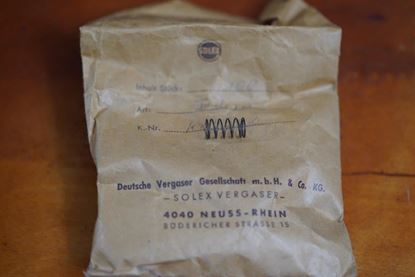 SOLEX
Inhalt Stück:
Art:
K. Nr.
Deutsche Vergaser Gesellschaft m. b. H. & Co. KG.
-SOLEX VERGASER-
4040 NEUSS-RHEIN
BÜDERICHER STRASSE 15